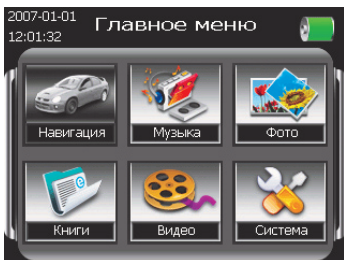 2007-01-01
Главное меню
12:01:32
Навигация
Музыка
Фото
Книги
Видео
Система